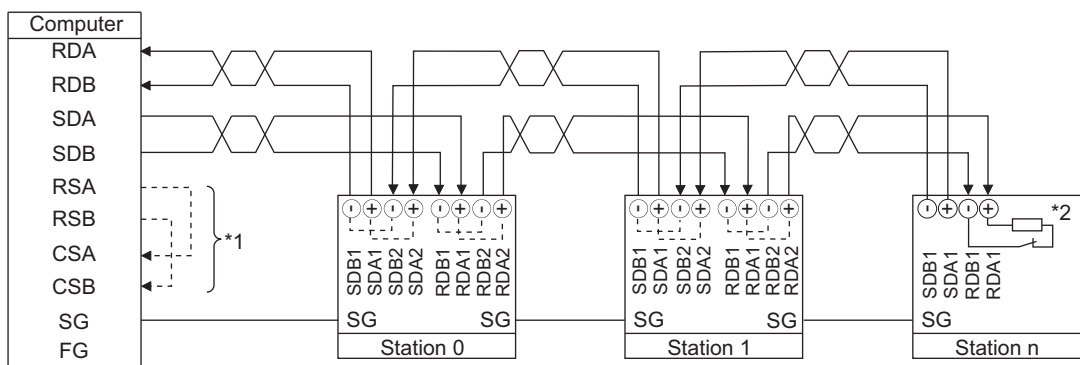 Computer
RDA
RDB
SDA
SDB
RSA
RSB
CSA
CSB
SG
FG
*1
- + - + - + - +
SDB1
SDA1
SDB2
SDA2
RDB1
RDA1
RDB2
RDA2
SG SG
Station 0
- + - + - + - +
SDB1
SDA1
SDB2
SDA2
RDB1
RDA1
RDB2
RDA2
SG SG
Station 1
- + - +
*2
SDB1
SDA1
RDB1
RDA1
SG
Station n